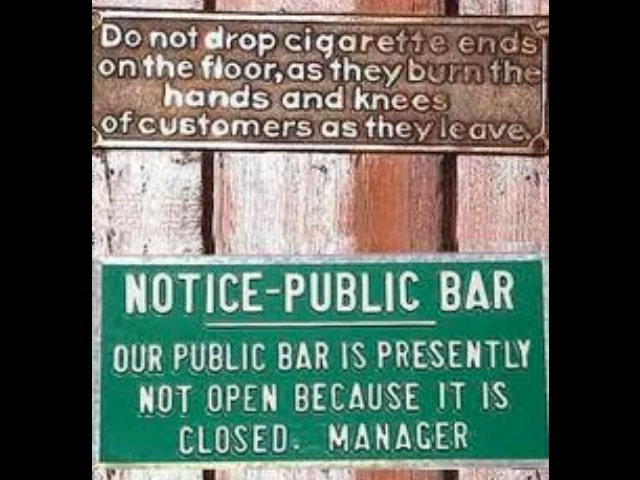 Do not drop cigarette ends
on the floor, as they burn the
hands and knees
of customers as they leave.
NOTICE-PUBLIC BAR
OUR PUBLIC BAR IS PRESENTLY
NOT OPEN BECAUSE IT IS
CLOSED. MANAGER